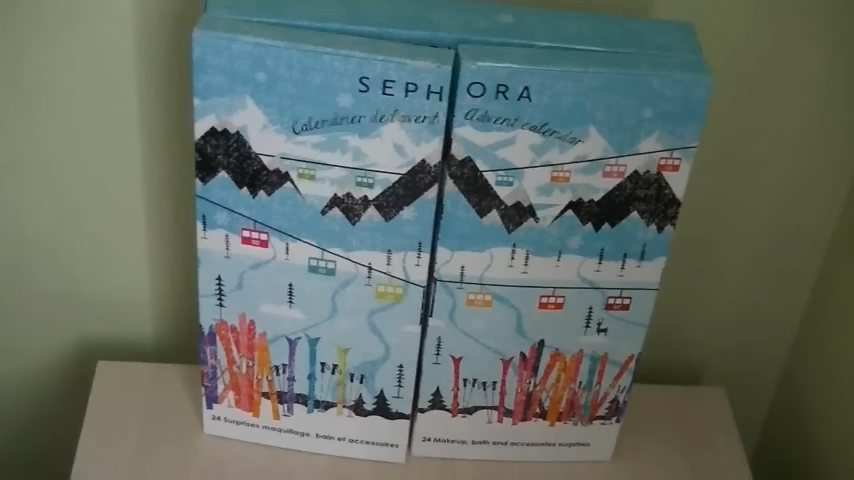 SEPHORA
Calendrier de l'avent - Advent calendar
24 Surprises maquillage, bain et accessoires
24 Makeup, bath and accessories surprises